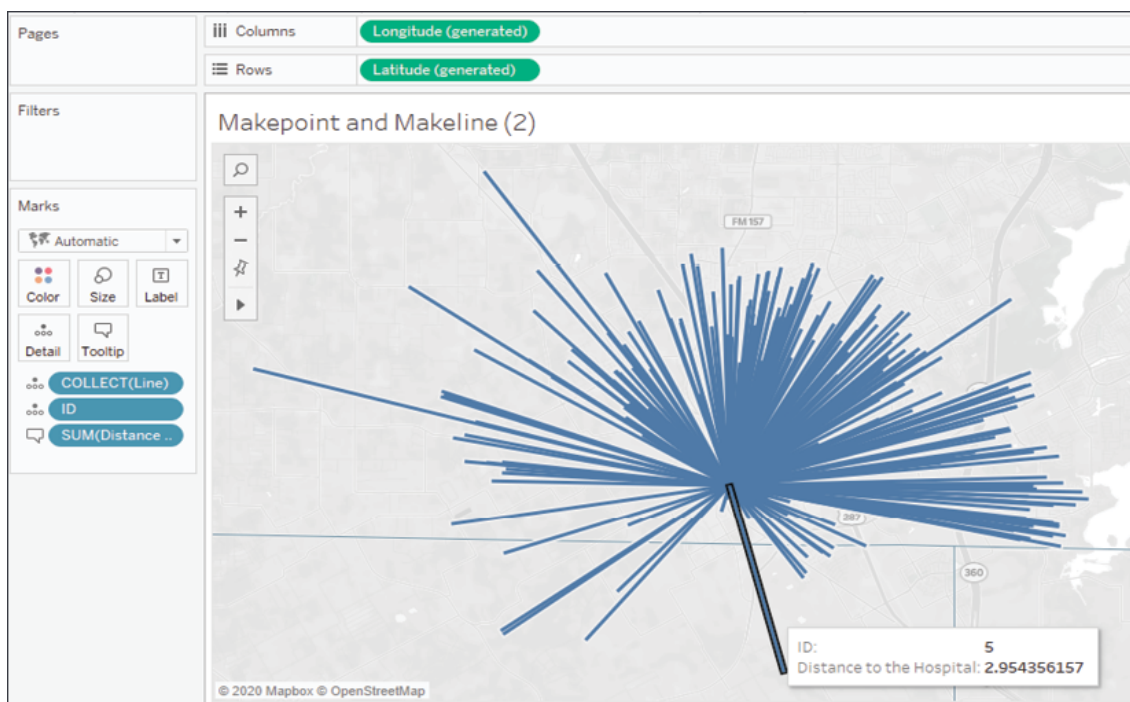 Pages
Columns Longitude (generated)
Rows Latitude (generated)
Filters
Makepoint and Makeline (2)
FM 157
Marks
Automatic
Color Size Label
Detail Tooltip
COLLECT(Line)
ID
SUM(Distance ..
287
360
ID: 5
Distance to the Hospital: 2.954356157
© 2020 Mapbox © OpenStreetMap